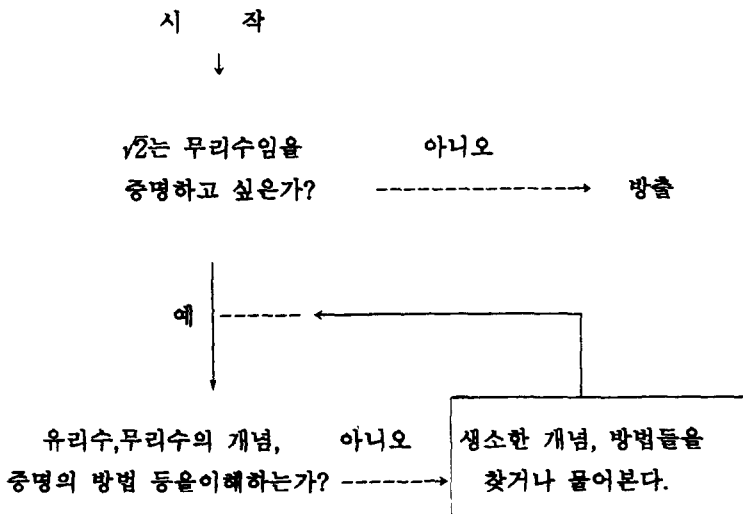 시 작
√2는 무리수임을 아니오
증명하고 싶은가? 방출
예
유리수,무리수의 개념, 아니오 생소한 개념, 방법들을
증명의 방법 등을이해하는가? 찾거나 물어본다.